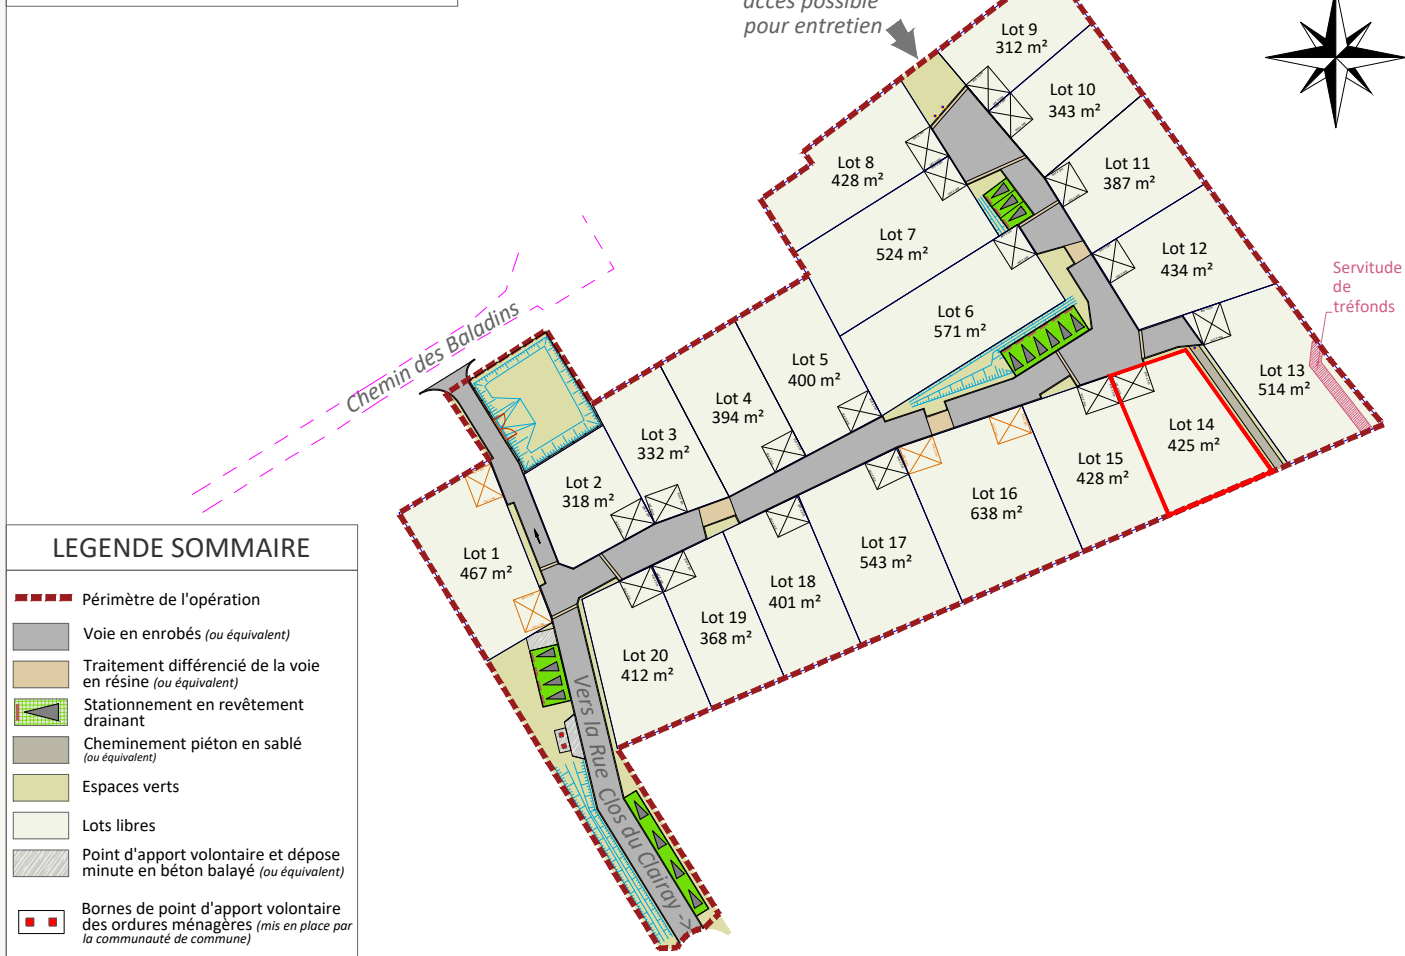 accès possible
pour entretien
Lot 9
312 m²
Lot 10
343 m²
Lot 8
428 m²
Lot 11
387 m²
Lot 7
524 m²
Lot 12
434 m²
Servitude
de
tréfonds
Lot 6
571 m²
Chemin des Baladins
Lot 5
400 m²
Lot 13
514 m²
Lot 4
394 m²
Lot 14
425 m²
Lot 3
332 m²
Lot 15
428 m²
Lot 2
318 m²
Lot 16
638 m²
Lot 1
467 m²
Lot 17
543 m²
Lot 18
401 m²
Lot 19
368 m²
Lot 20
412 m²
Vers la Rue Clos du Clairay ->
LEGENDE SOMMAIRE
Périmètre de l'opération
Voie en enrobés (ou équivalent)
Traitement différencié de la voie
en résine (ou équivalent)
Stationnement en revêtement
drainant
Cheminement piéton en sablé
(ou équivalent)
Espaces verts
Lots libres
Point d'apport volontaire et dépose
minute en béton balayé (ou équivalent)
Bornes de point d'apport volontaire
des ordures ménagères (mis en place par
la communauté de commune)